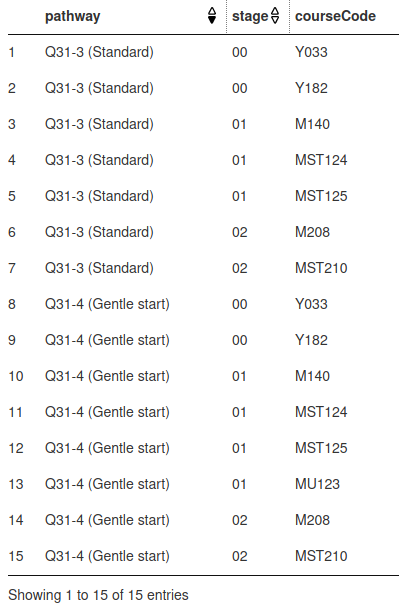 pathway stage courseCode
1 Q31-3 (Standard) 00 Y033
2 Q31-3 (Standard) 00 Y182
3 Q31-3 (Standard) 01 M140
4 Q31-3 (Standard) 01 MST124
5 Q31-3 (Standard) 01 MST125
6 Q31-3 (Standard) 02 M208
7 Q31-3 (Standard) 02 MST210
8 Q31-4 (Gentle start) 00 Y033
9 Q31-4 (Gentle start) 00 Y182
10 Q31-4 (Gentle start) 01 M140
11 Q31-4 (Gentle start) 01 MST124
12 Q31-4 (Gentle start) 01 MST125
13 Q31-4 (Gentle start) 01 MU123
14 Q31-4 (Gentle start) 02 M208
15 Q31-4 (Gentle start) 02 MST210
Showing 1 to 15 of 15 entries